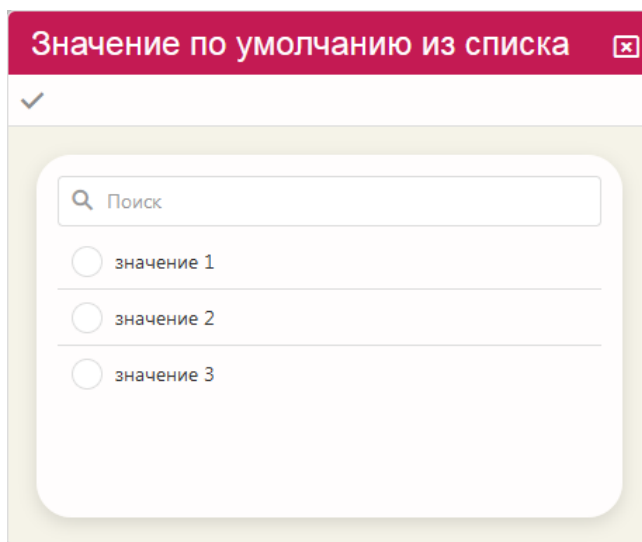 Значение по умолчанию из списка
Поиск
значение 1
значение 2
значение 3